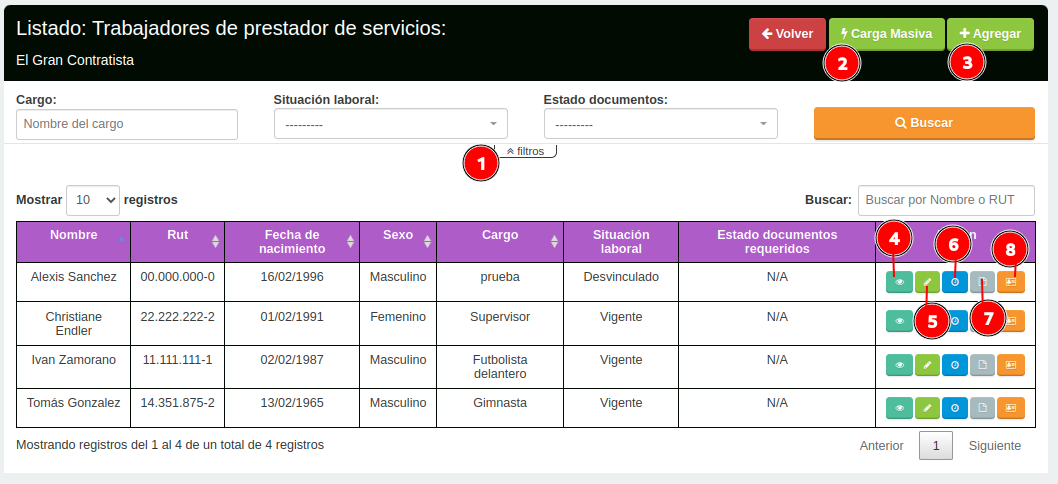 Listado: Trabajadores de prestador de servicios:
El Gran Contratista
Volver
Carga Masiva
Agregar
2
3
Cargo:
Situación laboral:
Estado documentos:
Nombre del cargo
---------
---------
Buscar
1
filtros
Mostrar 10 registros
Buscar: Buscar por Nombre o RUT
Nombre Rut Fecha de nacimiento Sexo Cargo Situación laboral Estado documentos requeridos
4
6
8
Alexis Sanchez 00.000.000-0 16/02/1996 Masculino prueba Desvinculado N/A
5
7
Christiane Endler 22.222.222-2 01/02/1991 Femenino Supervisor Vigente N/A
Ivan Zamorano 11.111.111-1 02/02/1987 Masculino Futbolista delantero Vigente N/A
Tomás Gonzalez 14.351.875-2 13/02/1965 Masculino Gimnasta Vigente N/A
Mostrando registros del 1 al 4 de un total de 4 registros
Anterior 1 Siguiente